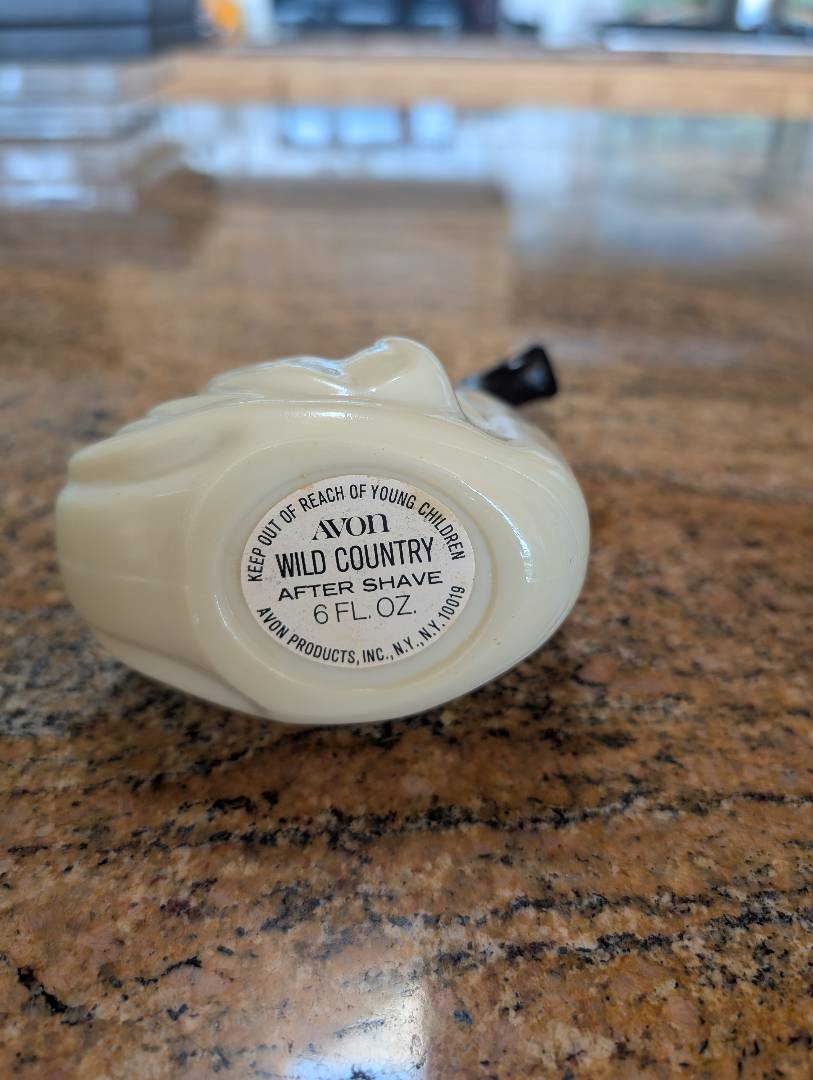 KEEP OUT OF REACH OF YOUNG CHILDREN
AVON
WILD COUNTRY
AFTER SHAVE
6 FL. OZ.
AVON PRODUCTS, INC., N.Y., N.Y. 10019